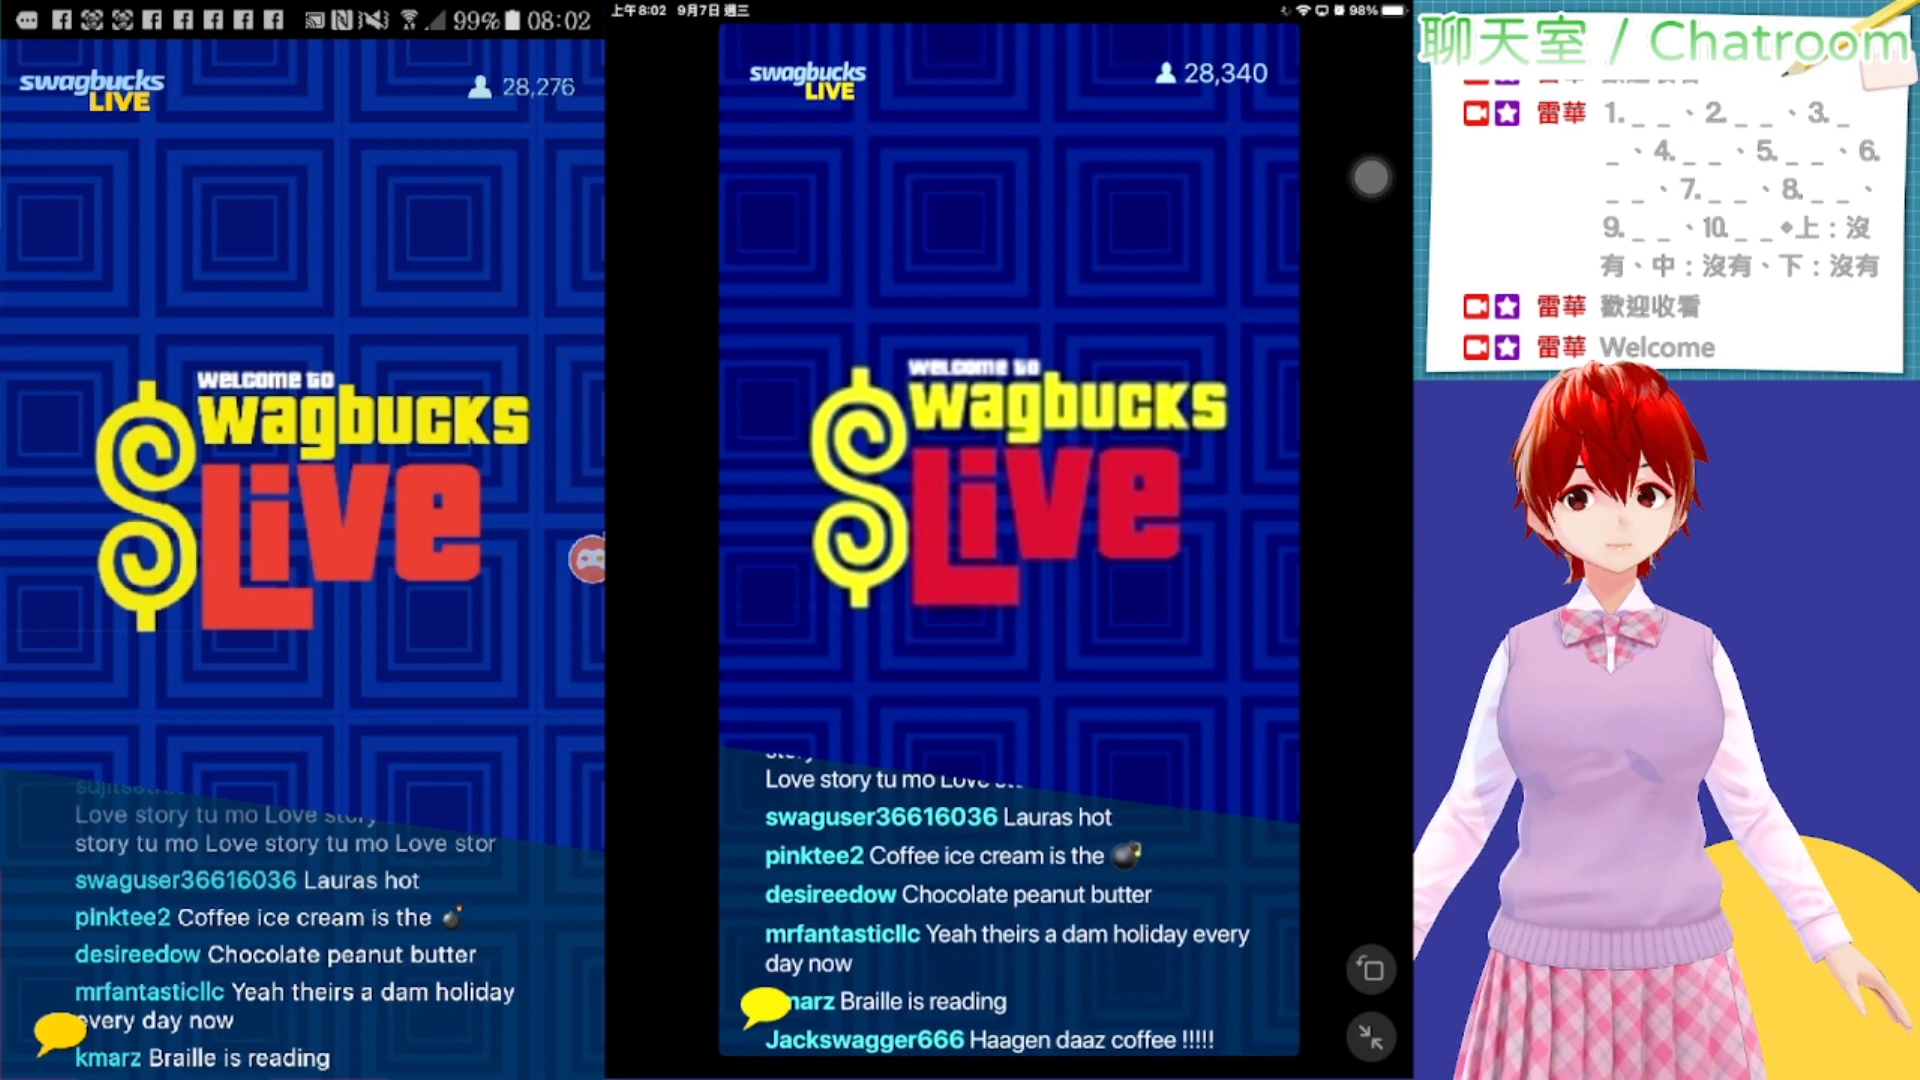 99% 08:02
swagbucks
LIVE
28,276
WELCOME TO
$wagbucks
LIVE
Love story tu mo Love story
story tu mo Love story tu mo Love stor
swaguser36616036 Lauras hot
pinktee2 Coffee ice cream is the 💣
desireedow Chocolate peanut butter
mrfantasticllc Yeah theirs a dam holiday
every day now
kmarz Braille is reading
上午8:02 9月7日 週三
98%
swagbucks
LIVE
28,340
WELCOME TO
$wagbucks
LIVE
Love story tu mo Love
swaguser36616036 Lauras hot
pinktee2 Coffee ice cream is the 💣
desireedow Chocolate peanut butter
mrfantasticllc Yeah theirs a dam holiday every
day now
marz Braille is reading
Jackswagger666 Haagen daaz coffee !!!!!
聊天室 / Chatroom
雷華 1. _ _ 、2. _ _ 、3. _
_ 、4. _ _ 、5. _ _ 、6.
_ _ 、7. _ _ 、8. _ _ 、
9. _ _ 、10. _ _ ◆上：沒
有、中：沒有、下：沒有
雷華 歡迎收看
雷華 Welcome